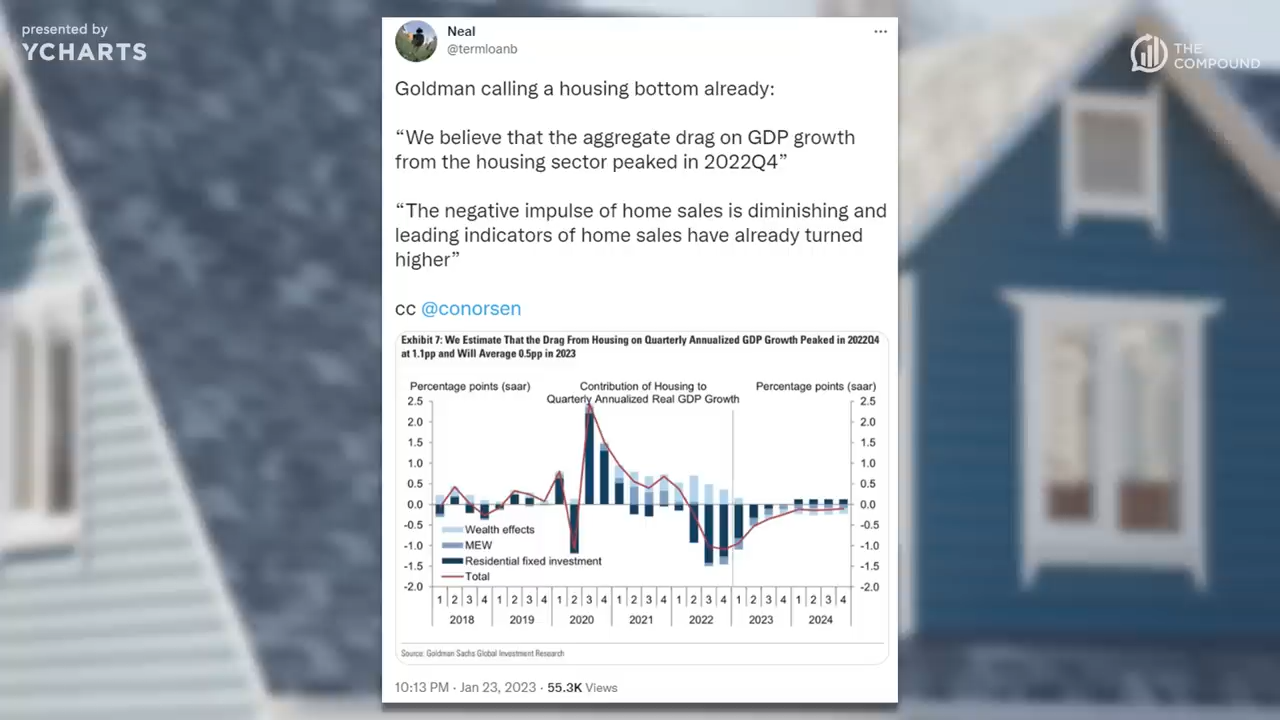 presented by
YCHARTS
THE
COMPOUND
Neal
@termloanb
Goldman calling a housing bottom already:
“We believe that the aggregate drag on GDP growth
from the housing sector peaked in 2022Q4”
“The negative impulse of home sales is diminishing and
leading indicators of home sales have already turned
higher”
cc @conorsen
Exhibit 7: We Estimate That the Drag From Housing on Quarterly Annualized GDP Growth Peaked in 2022Q4
at 1.1pp and Will Average 0.5pp in 2023
Percentage points (saar)
Contribution of Housing to
Quarterly Annualized Real GDP Growth
Percentage points (saar)
2.5 2.5
2.0 2.0
1.5 1.5
1.0 1.0
0.5 0.5
0.0 0.0
-0.5 -0.5
-1.0 -1.0
-1.5 -1.5
-2.0 -2.0
Wealth effects
MEW
Residential fixed investment
Total
1 2 3 4 1 2 3 4 1 2 3 4 1 2 3 4 1 2 3 4 1 2 3 4 1 2 3 4
2018 2019 2020 2021 2022 2023 2024
Source: Goldman Sachs Global Investment Research
10:13 PM · Jan 23, 2023 · 55.3K Views